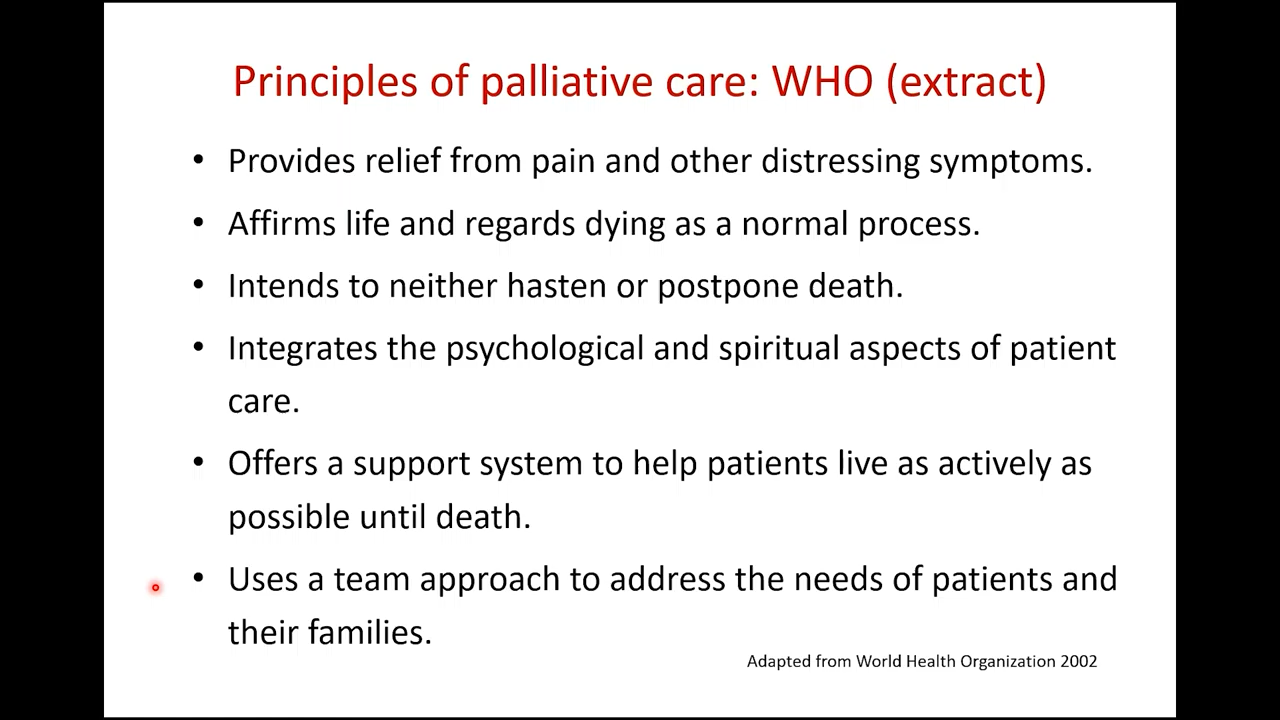 Principles of palliative care: WHO (extract)
• Provides relief from pain and other distressing symptoms.
• Affirms life and regards dying as a normal process.
• Intends to neither hasten or postpone death.
• Integrates the psychological and spiritual aspects of patient
care.
• Offers a support system to help patients live as actively as
possible until death.
• Uses a team approach to address the needs of patients and
their families.
Adapted from World Health Organization 2002